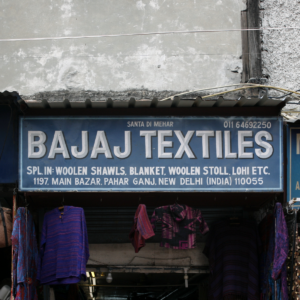 SANTA DI MEHAR
011 64692250
BAJAJ TEXTILES
SPL IN: WOOLEN SHAWLS, BLANKET, WOOLEN STOLL, LOHI ETC.
1197, MAIN BAZAR, PAHAR GANJ, NEW DELHI (INDIA) 110055